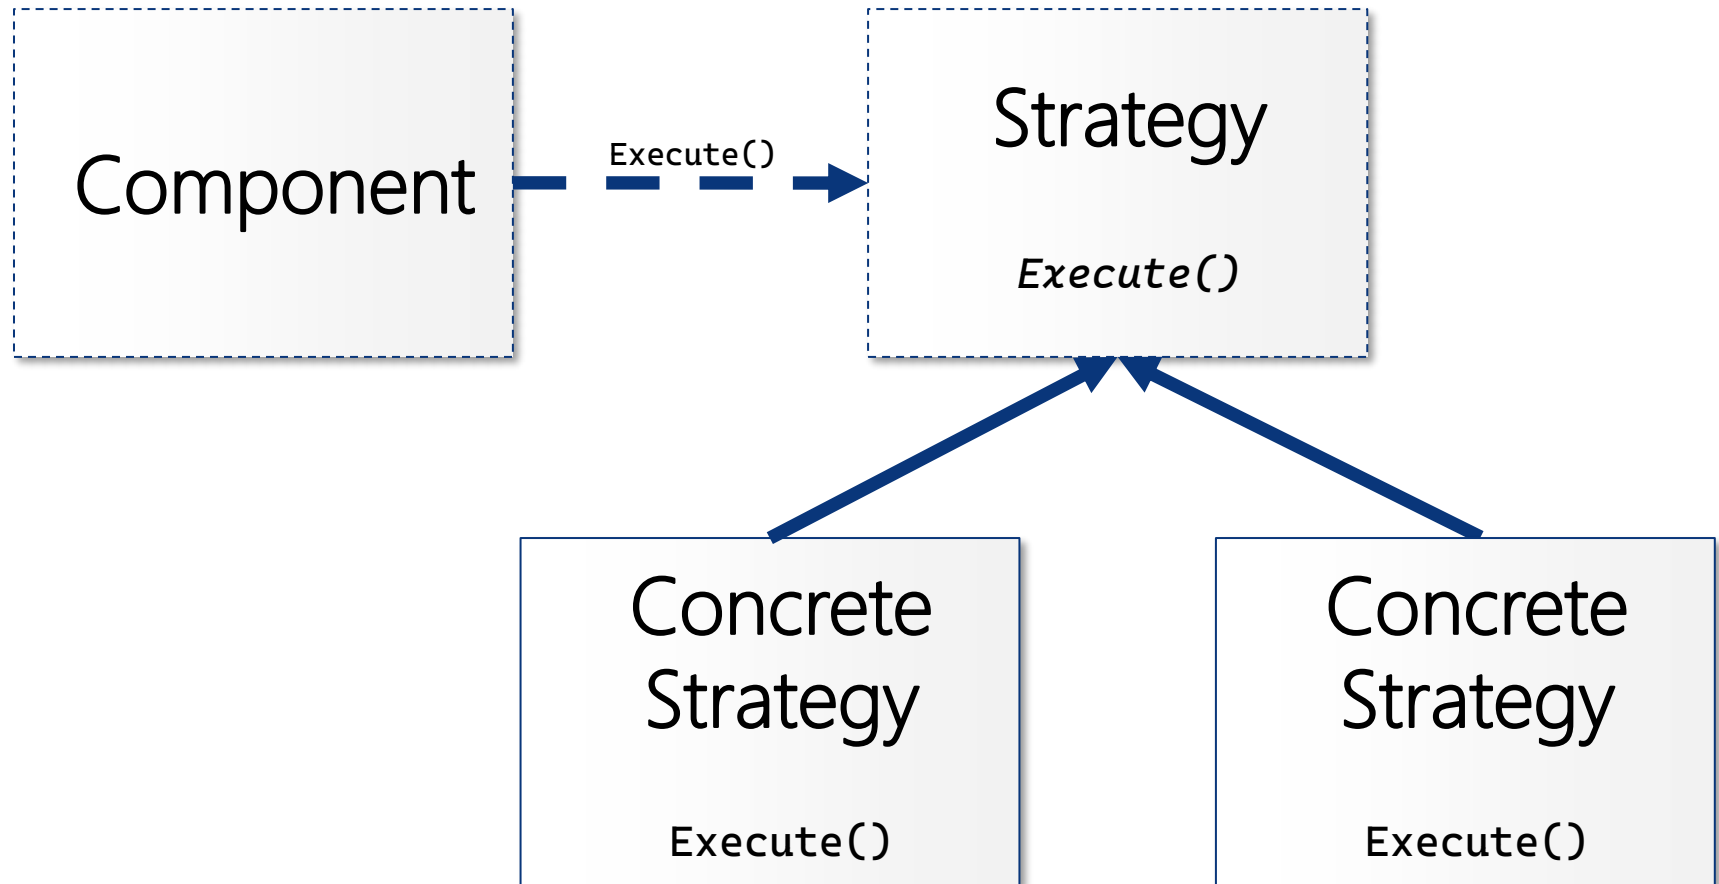 Component
Execute()
Strategy
Execute()
Concrete
Strategy
Execute()
Concrete
Strategy
Execute()